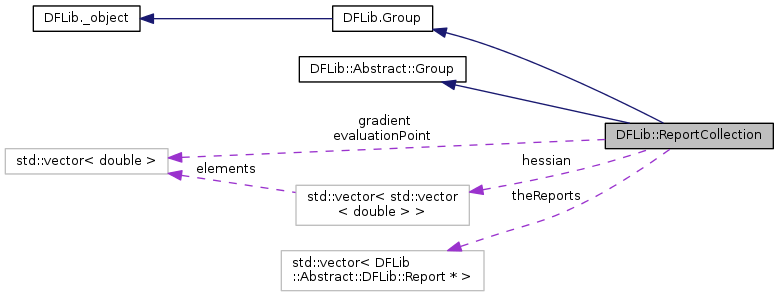 DFLib._object
DFLib.Group
DFLib::Abstract::Group
gradient
evaluationPoint
DFLib::ReportCollection
std::vector< double >
elements
hessian
std::vector< std::vector
< double > >
theReports
std::vector< DFLib
::Abstract::DFLib::Report * >